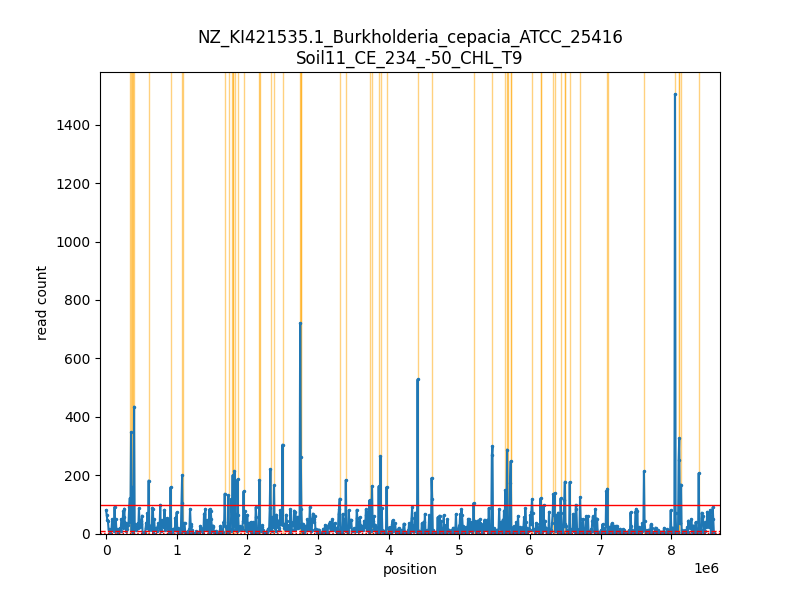 NZ_KI421535.1_Burkholderia_cepacia_ATCC_25416
Soil11_CE_234_-50_CHL_T9
1400
1200
1000
800
600
400
200
0
read count
0 1 2 3 4 5 6 7 8
1e6
position